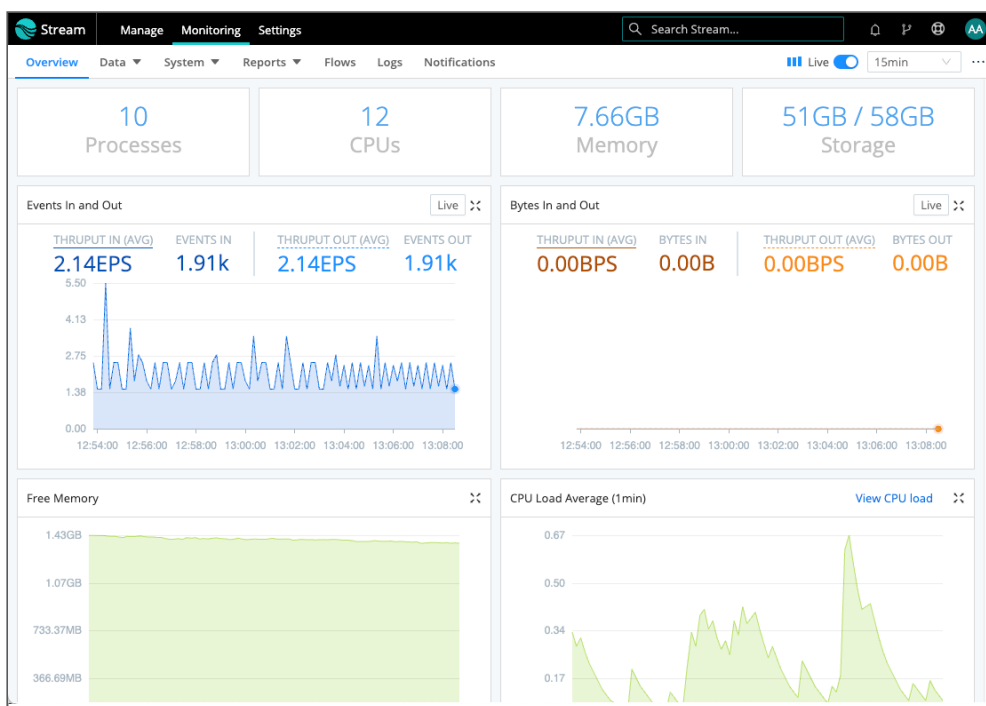 Stream Manage Monitoring Settings Search Stream... AA
Overview Data System Reports Flows Logs Notifications Live 15min ...
10 12 7.66GB 51GB / 58GB
Processes CPUs Memory Storage
Events In and Out Live
THRUPUT IN (AVG) EVENTS IN THRUPUT OUT (AVG) EVENTS OUT
2.14EPS 1.91k 2.14EPS 1.91k
5.50
4.13
2.75
1.38
0.00
12:54:00 12:56:00 12:58:00 13:00:00 13:02:00 13:04:00 13:06:00 13:08:00
Bytes In and Out Live
THRUPUT IN (AVG) BYTES IN THRUPUT OUT (AVG) BYTES OUT
0.00BPS 0.00B 0.00BPS 0.00B
12:54:00 12:56:00 12:58:00 13:00:00 13:02:00 13:04:00 13:06:00 13:08:00
Free Memory
1.43GB
1.07GB
733.37MB
366.69MB
CPU Load Average (1min) View CPU load
0.67
0.50
0.34
0.17